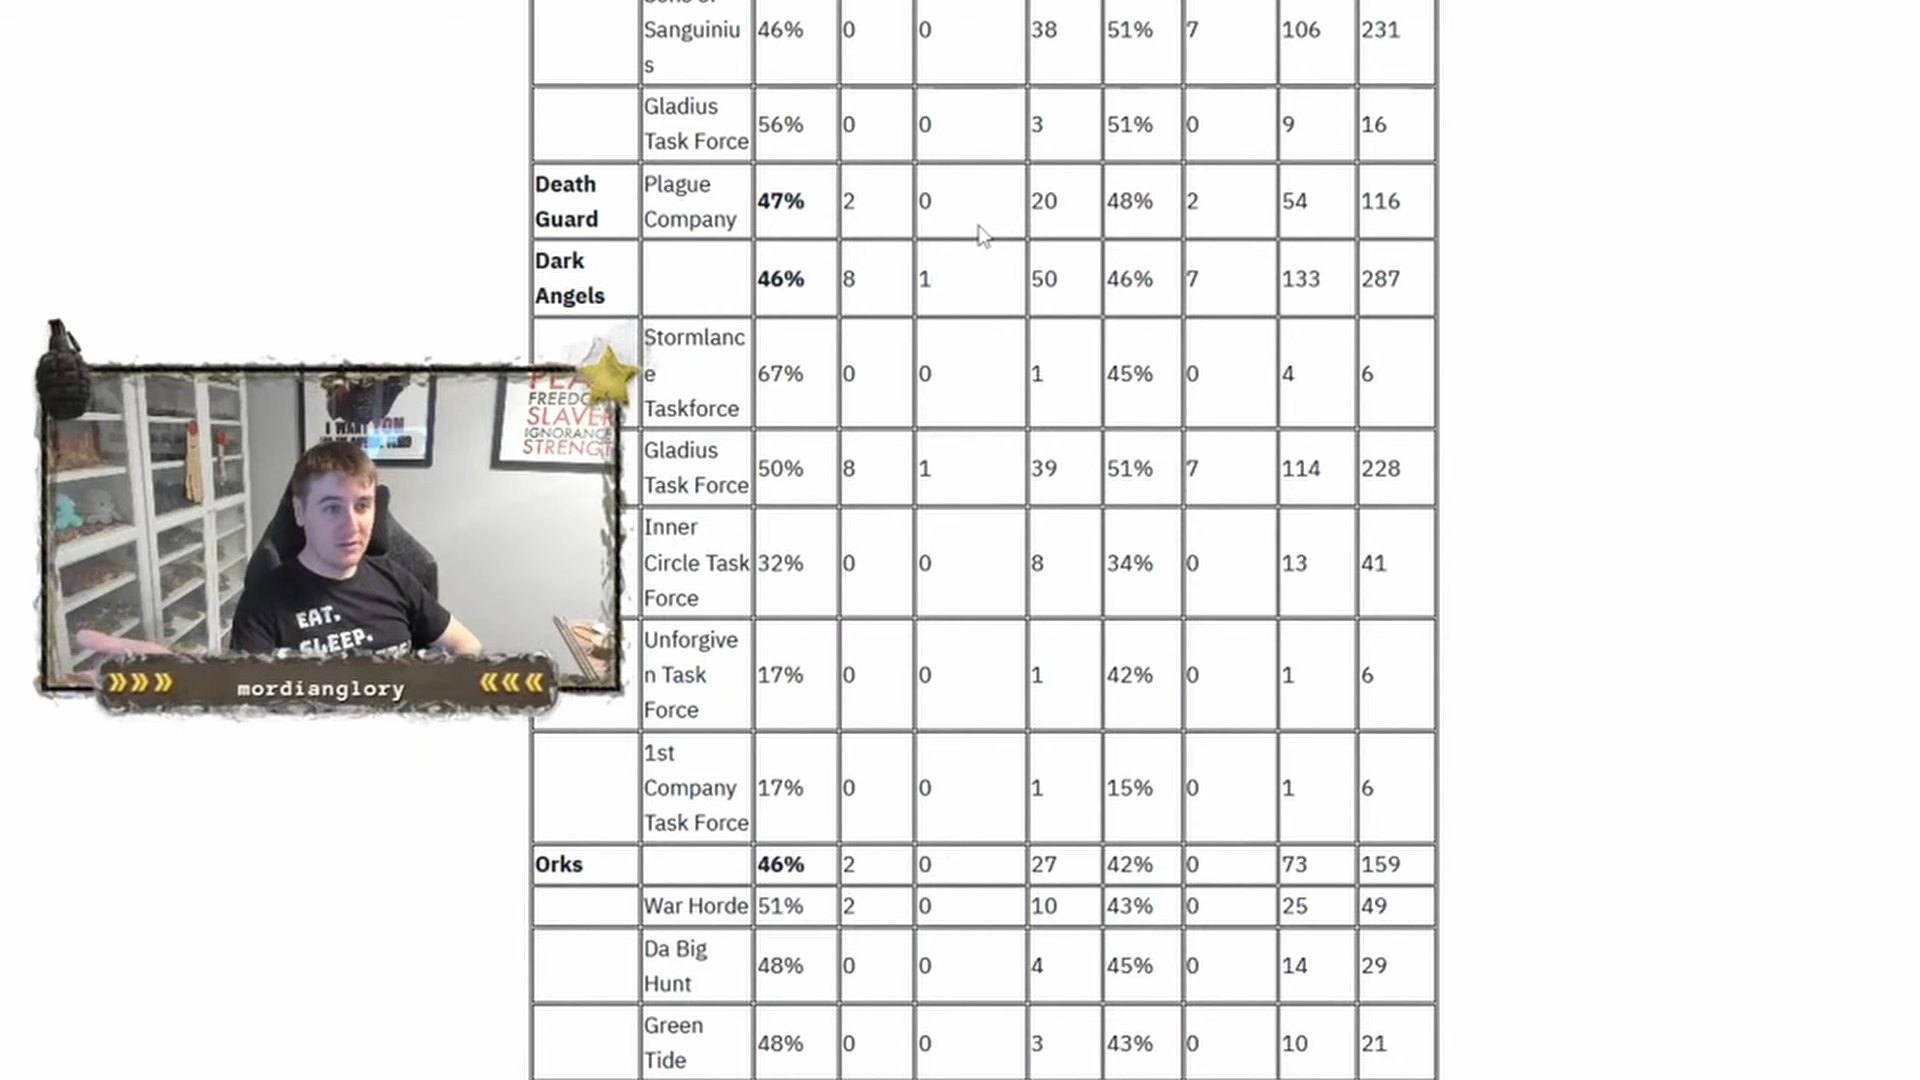 Sanguiniu
s
46% 0 0 38 51% 7 106 231
Gladius
Task Force
56% 0 0 3 51% 0 9 16
Death
Guard
Plague
Company
47% 2 0 20 48% 2 54 116
Dark
Angels
46% 8 1 50 46% 7 133 287
Stormlanc
e
Taskforce
67% 0 0 1 45% 0 4 6
Gladius
Task Force
50% 8 1 39 51% 7 114 228
Inner
Circle Task
Force
32% 0 0 8 34% 0 13 41
Unforgive
n Task
Force
17% 0 0 1 42% 0 1 6
1st
Company
Task Force
17% 0 0 1 15% 0 1 6
Orks 46% 2 0 27 42% 0 73 159
War Horde 51% 2 0 10 43% 0 25 49
Da Big
Hunt
48% 0 0 4 45% 0 14 29
Green
Tide
48% 0 0 3 43% 0 10 21
I WANT YOU
FREEDO
SLAVER
IGNORANCE
STRENGT
EAT.
SLEEP.
mordianglory